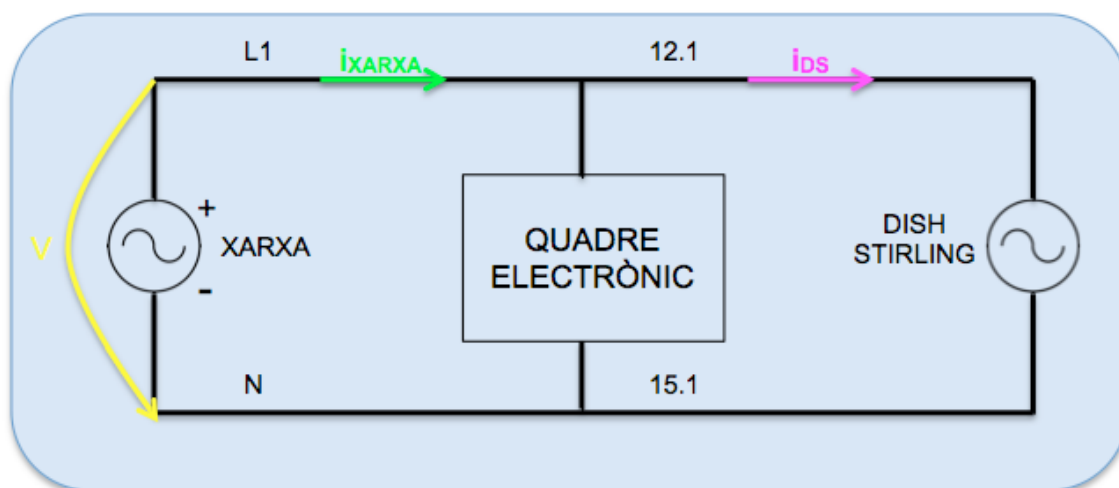 L1
iXARXA
12.1
iDS
V
+
XARXA
-
QUADRE
ELECTRÒNIC
DISH
STIRLING
N
15.1